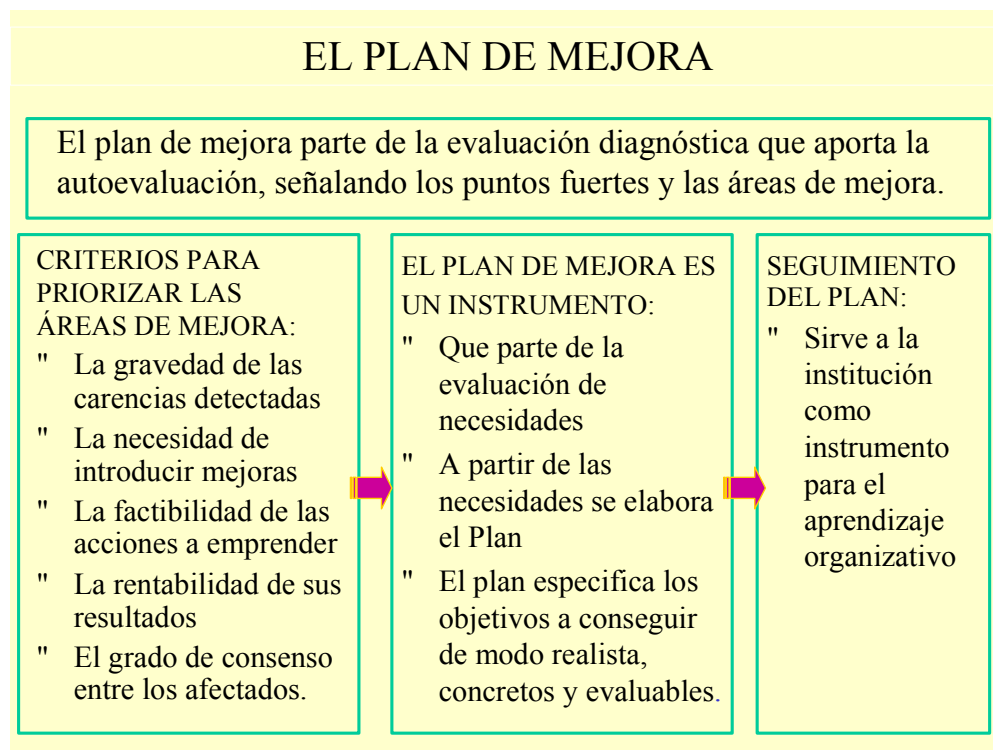 EL PLAN DE MEJORA
El plan de mejora parte de la evaluación diagnóstica que aporta la
autoevaluación, señalando los puntos fuertes y las áreas de mejora.
CRITERIOS PARA
PRIORIZAR LAS
ÁREAS DE MEJORA:
" La gravedad de las
carencias detectadas
" La necesidad de
introducir mejoras
" La factibilidad de las
acciones a emprender
" La rentabilidad de sus
resultados
" El grado de consenso
entre los afectados.
EL PLAN DE MEJORA ES
UN INSTRUMENTO:
" Que parte de la
evaluación de
necesidades
" A partir de las
necesidades se elabora
el Plan
" El plan especifica los
objetivos a conseguir
de modo realista,
concretos y evaluables.
SEGUIMIENTO
DEL PLAN:
" Sirve a la
institución
como
instrumento
para el
aprendizaje
organizativo